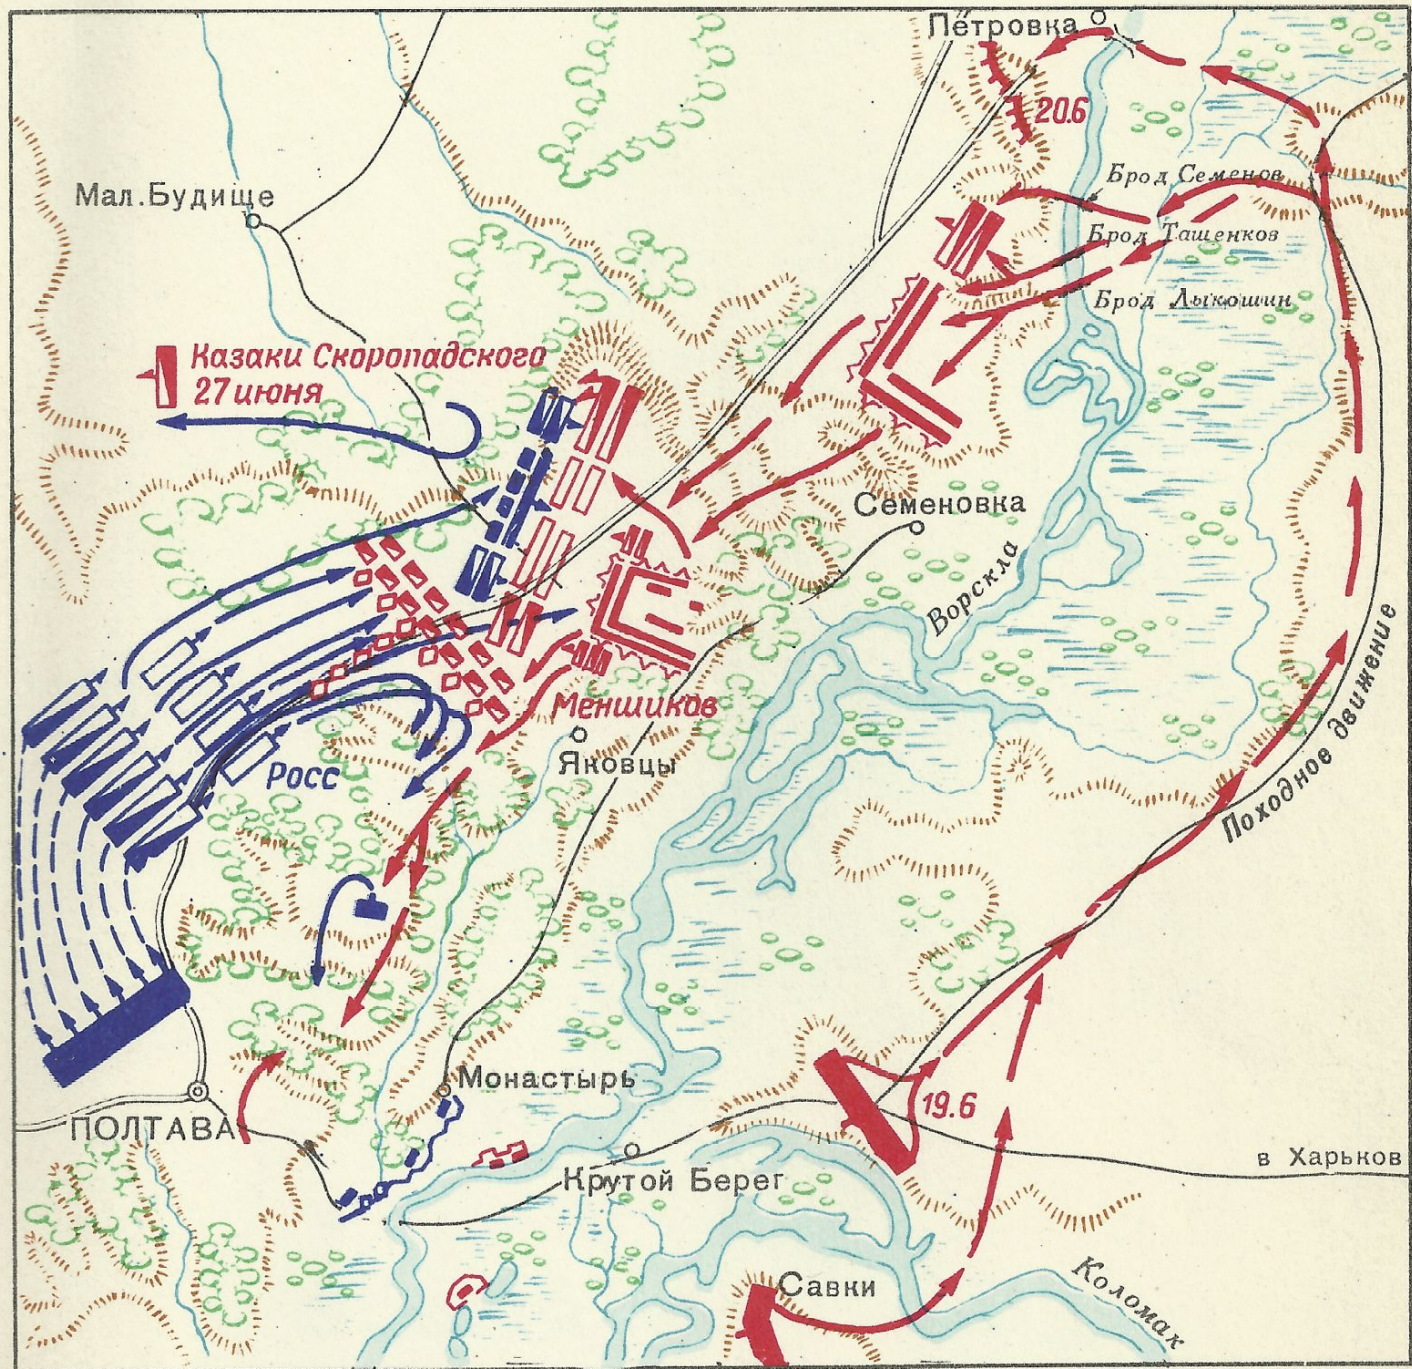 Петровка
20.6
Брод Семенов
Мал. Будище
Брод Ташенков
Брод Лыкошин
Казаки Скоропадского
27 июня
Семеновка
Ворскла
Походное движение
Меншиков
Яковцы
Росс
Монастырь
19.6
ПОЛТАВА
в Харьков
Крутой Берег
Савки
Коломак